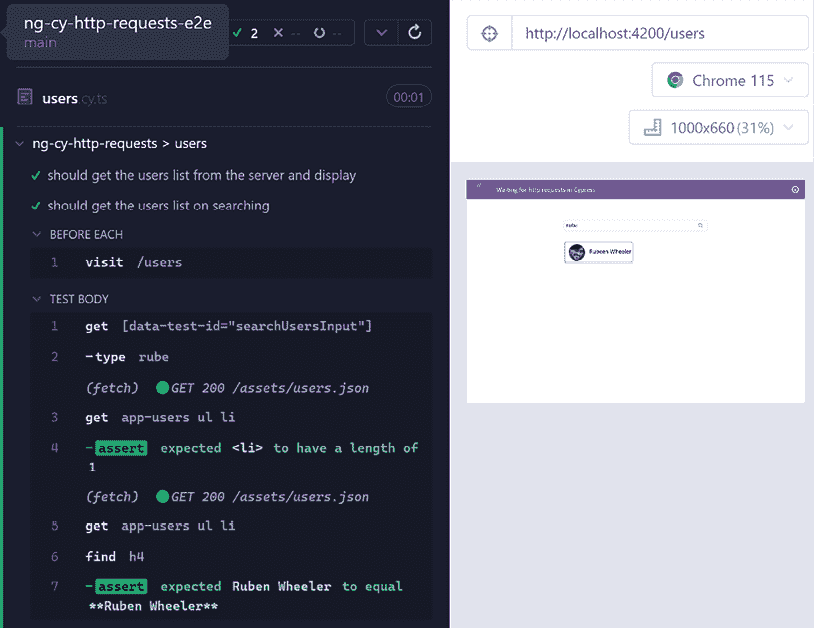 ng-cy-http-requests-e2e
main
2 -- --
users.cy.ts 00:01
ng-cy-http-requests > users
should get the users list from the server and display
should get the users list on searching
BEFORE EACH
1 visit /users
TEST BODY
1 get [data-test-id="searchUsersInput"]
2 -type rube
(fetch) GET 200 /assets/users.json
3 get app-users ul li
4 -assert expected <li> to have a length of
1
(fetch) GET 200 /assets/users.json
5 get app-users ul li
6 find h4
7 -assert expected Ruben Wheeler to equal
**Ruben Wheeler**
http://localhost:4200/users
Chrome 115
1000x660 (31%)
Waiting for http requests in Cypress
rube
Ruben Wheeler